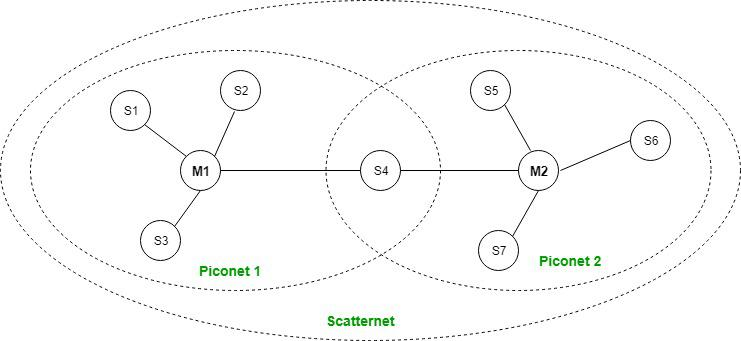 S1
S2
S5
S6
M1
S4
M2
S3
S7
Piconet 1
Piconet 2
Scatternet